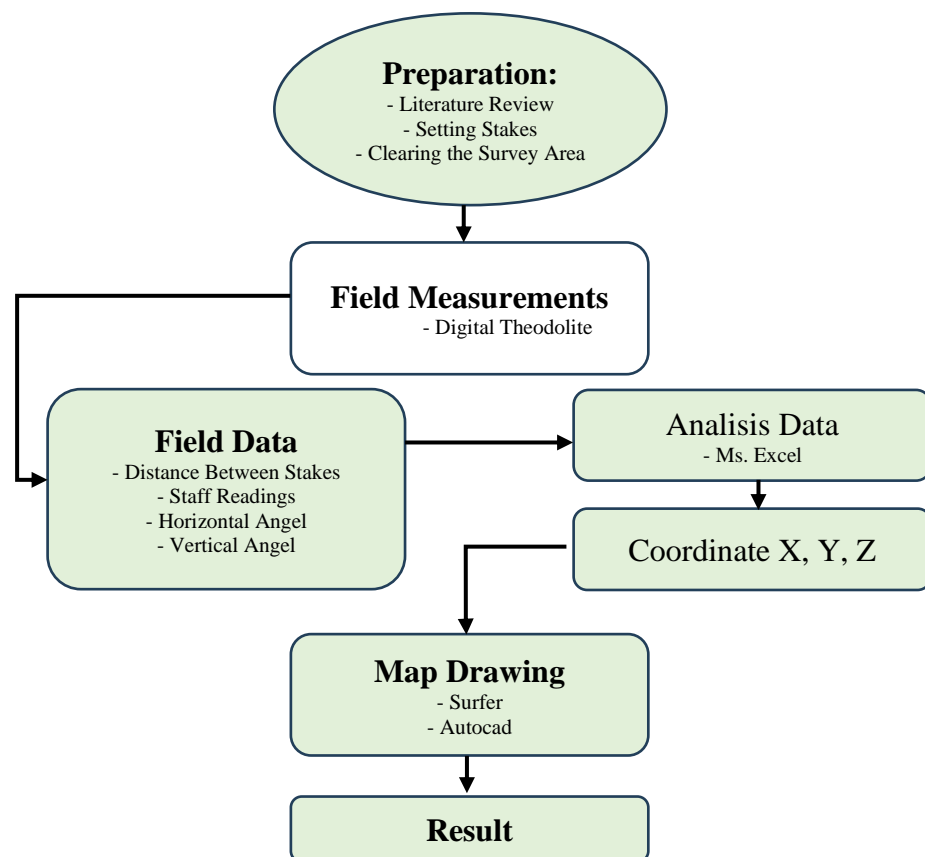 Preparation:
- Literature Review
- Setting Stakes
- Clearing the Survey Area
Field Measurements
- Digital Theodolite
Field Data
- Distance Between Stakes
- Staff Readings
- Horizontal Angel
- Vertical Angel
Analisis Data
- Ms. Excel
Coordinate X, Y, Z
Map Drawing
- Surfer
- Autocad
Result